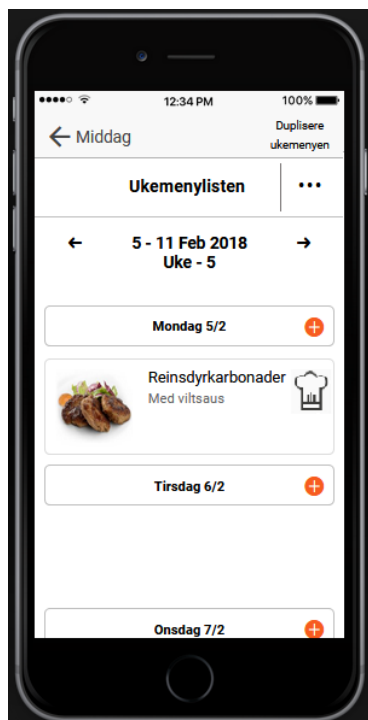 12:34 PM
100%
Middag
Duplisere
ukemenyen
Ukemenylisten
5 - 11 Feb 2018
Uke - 5
Mondag 5/2
Reinsdyrkarbonader
Med viltsaus
Tirsdag 6/2
Onsdag 7/2